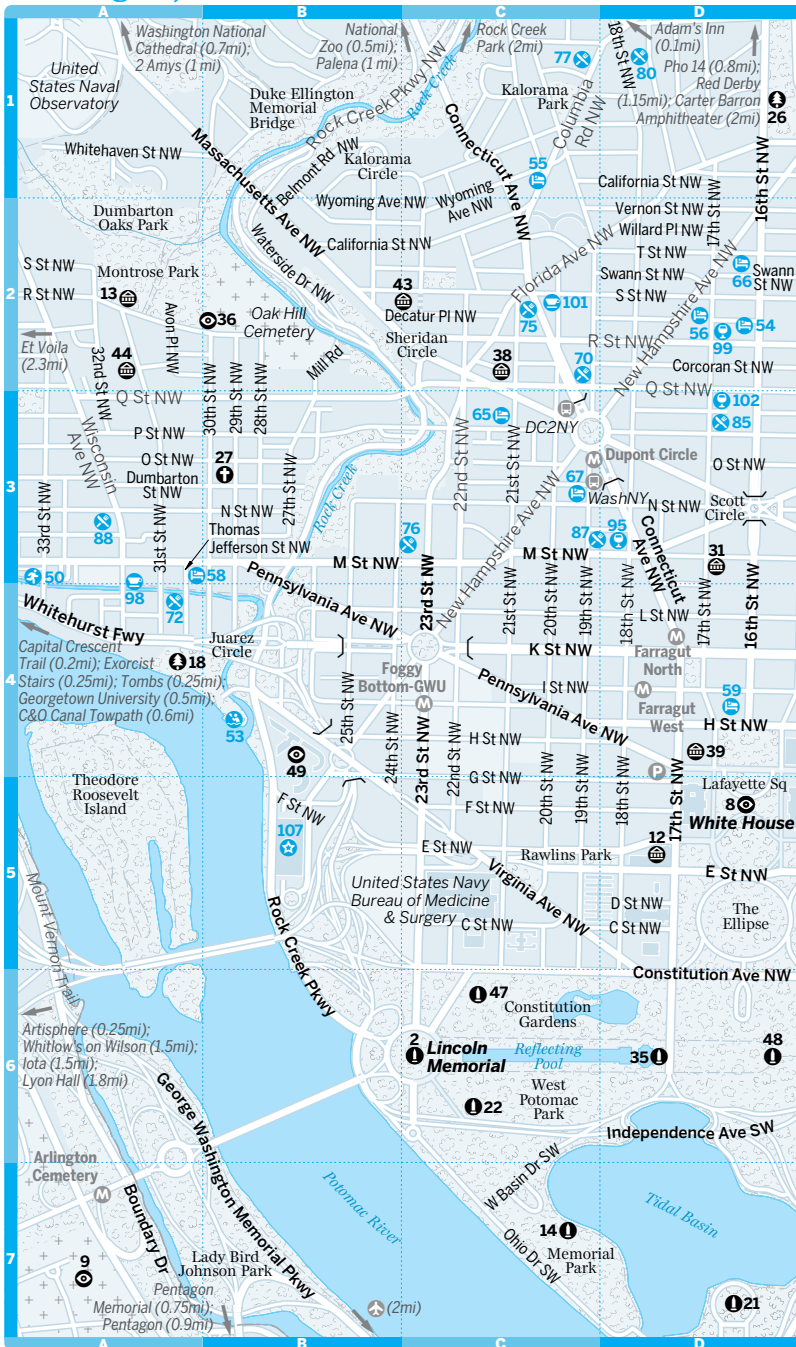 A
B
C
D
Washington National
Cathedral (0.7mi);
2 Amys (1 mi)
National
Zoo (0.5mi);
Palena (1 mi)
Rock Creek
Park (2mi)
Adam's Inn
(0.1mi)
Pho 14 (0.8mi);
Red Derby
(1.15mi); Carter Barron
Amphitheater (2mi)
1
United
States Naval
Observatory
Duke Ellington
Memorial
Bridge
Rock Creek Pkwy NW
Rock Creek
77
18th St NW
80
Kalorama
Park
Columbia
Rd NW
26
Whitehaven St NW
Massachusetts Ave NW
Belmont Rd NW
Kalorama
Circle
Connecticut Ave NW
55
Wyoming Ave NW
Wyoming
Ave NW
California St NW
16th St NW
Dumbarton
Oaks Park
Waterside Dr NW
California St NW
Vernon St NW
Willard Pl NW
17th St NW
T St NW
2
S St NW
Montrose Park
R St NW
13
Avon Pl NW
36
Oak Hill
Cemetery
43
Decatur Pl NW
Florida Ave NW
101
75
Swann St NW
S St NW
66
Swann
St NW
New Hampshire Ave NW
56
99
54
Et Voila
(2.3mi)
44
32nd St NW
Mill Rd
Sheridan
Circle
38
70
R St NW
Corcoran St NW
Q St NW
30th St NW
29th St NW
28th St NW
Q St NW
102
85
65
DC2NY
3
Wisconsin
Ave NW
P St NW
O St NW
Dumbarton
St NW
27
27th St NW
Rock Creek
22nd St NW
21st St NW
M
Dupont Circle
O St NW
67
WashNY
N St NW
Scott
Circle
33rd St NW
88
31st St NW
N St NW
Thomas
Jefferson St NW
76
M St NW
M St NW
87
95
Connecticut
Ave NW
31
50
98
58
72
Pennsylvania Ave NW
23rd St NW
New Hampshire Ave NW
21st St NW
20th St NW
19th St NW
18th St NW
L St NW
17th St NW
16th St NW
Whitehurst Fwy
4
Capital Crescent
Trail (0.2mi); Exorcist
Stairs (0.25mi); Tombs (0.25mi);
Georgetown University (0.5mi);
C&O Canal Towpath (0.6mi)
18
Juarez
Circle
K St NW
M
Farragut
North
Foggy
Bottom-GWU
M
Pennsylvania Ave NW
I St NW
M
Farragut
West
59
53
25th St NW
24th St NW
23rd St NW
22nd St NW
H St NW
H St NW
39
49
G St NW
20th St NW
19th St NW
18th St NW
P
17th St NW
Theodore
Roosevelt
Island
F St NW
F St NW
Lafayette Sq
8
White House
5
107
E St NW
Rawlins Park
12
E St NW
Mount Vernon Trail
United States Navy
Bureau of Medicine
& Surgery
Virginia Ave NW
D St NW
C St NW
C St NW
The
Ellipse
Rock Creek Pkwy
Constitution Ave NW
6
Artisphere (0.25mi);
Whitlow's on Wilson (1.5mi);
Iota (1.5mi);
Lyon Hall (1.8mi)
47
Constitution
Gardens
2
Lincoln
Memorial
Reflecting
Pool
35
48
22
West
Potomac
Park
George Washington Memorial Pkwy
Independence Ave SW
Arlington
Cemetery
M
Boundary Dr
W Basin Dr SW
7
Potomac River
Ohio Dr SW
Tidal Basin
14
Memorial
Park
9
Lady Bird
Johnson Park
Pentagon
Memorial (0.75mi);
Pentagon (0.9mi)
(2mi)
21
A
B
C
D